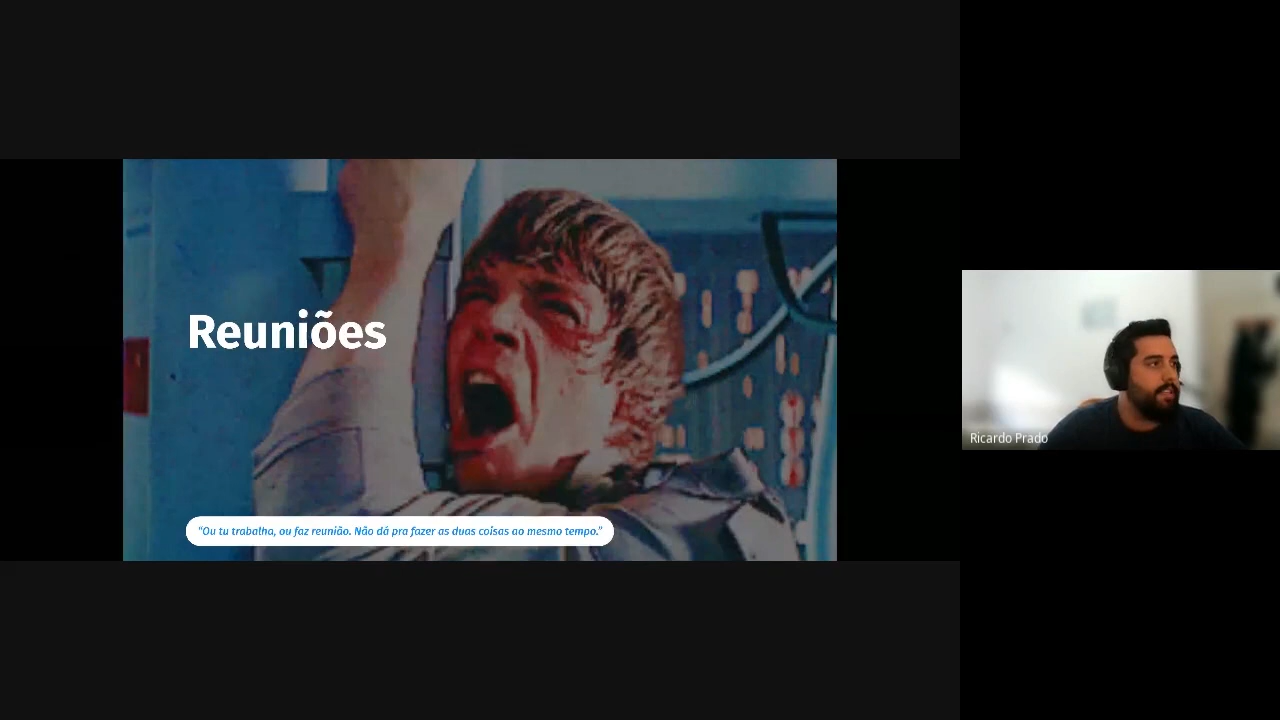 Reuniões
“Ou tu trabalha, ou faz reunião. Não dá pra fazer as duas coisas ao mesmo tempo.”
Ricardo Prado